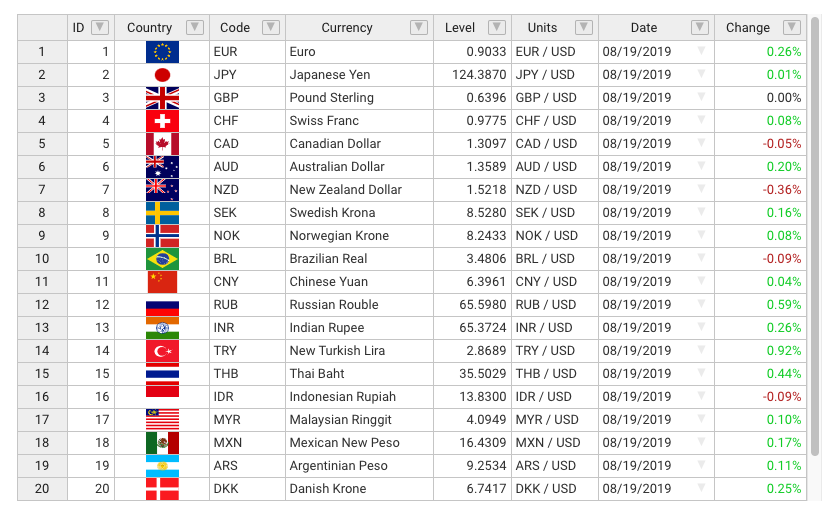 ID Country Code Currency Level Units Date Change
1 1 EUR Euro 0.9033 EUR / USD 08/19/2019 0.26%
2 2 JPY Japanese Yen 124.3870 JPY / USD 08/19/2019 0.01%
3 3 GBP Pound Sterling 0.6396 GBP / USD 08/19/2019 0.00%
4 4 CHF Swiss Franc 0.9775 CHF / USD 08/19/2019 0.08%
5 5 CAD Canadian Dollar 1.3097 CAD / USD 08/19/2019 -0.05%
6 6 AUD Australian Dollar 1.3589 AUD / USD 08/19/2019 0.20%
7 7 NZD New Zealand Dollar 1.5218 NZD / USD 08/19/2019 -0.36%
8 8 SEK Swedish Krona 8.5280 SEK / USD 08/19/2019 0.16%
9 9 NOK Norwegian Krone 8.2433 NOK / USD 08/19/2019 0.08%
10 10 BRL Brazilian Real 3.4806 BRL / USD 08/19/2019 -0.09%
11 11 CNY Chinese Yuan 6.3961 CNY / USD 08/19/2019 0.04%
12 12 RUB Russian Rouble 65.5980 RUB / USD 08/19/2019 0.59%
13 13 INR Indian Rupee 65.3724 INR / USD 08/19/2019 0.26%
14 14 TRY New Turkish Lira 2.8689 TRY / USD 08/19/2019 0.92%
15 15 THB Thai Baht 35.5029 THB / USD 08/19/2019 0.44%
16 16 IDR Indonesian Rupiah 13.8300 IDR / USD 08/19/2019 -0.09%
17 17 MYR Malaysian Ringgit 4.0949 MYR / USD 08/19/2019 0.10%
18 18 MXN Mexican New Peso 16.4309 MXN / USD 08/19/2019 0.17%
19 19 ARS Argentinian Peso 9.2534 ARS / USD 08/19/2019 0.11%
20 20 DKK Danish Krone 6.7417 DKK / USD 08/19/2019 0.25%